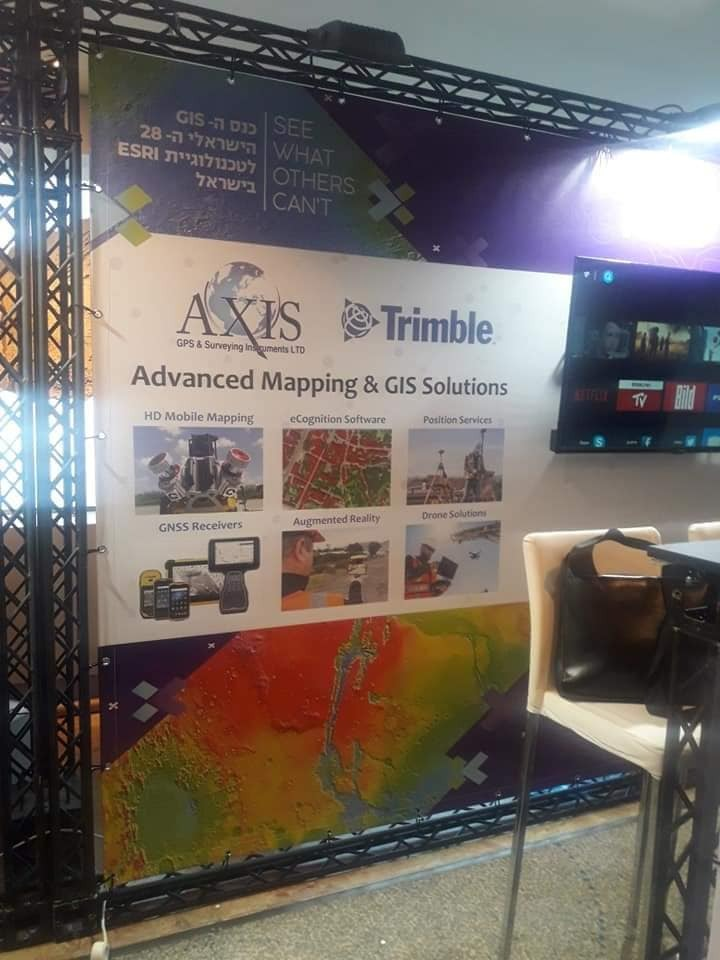 כנס ה- GIS
הישראלי ה- 28
לטכנולוגיית ESRI
בישראל
SEE
WHAT
OTHERS
CAN'T
AXIS
GPS & Surveying Instruments LTD
Trimble
Advanced Mapping & GIS Solutions
HD Mobile Mapping
eCognition Software
Position Services
GNSS Receivers
Augmented Reality
Drone Solutions
NETFLIX
TV
Bild